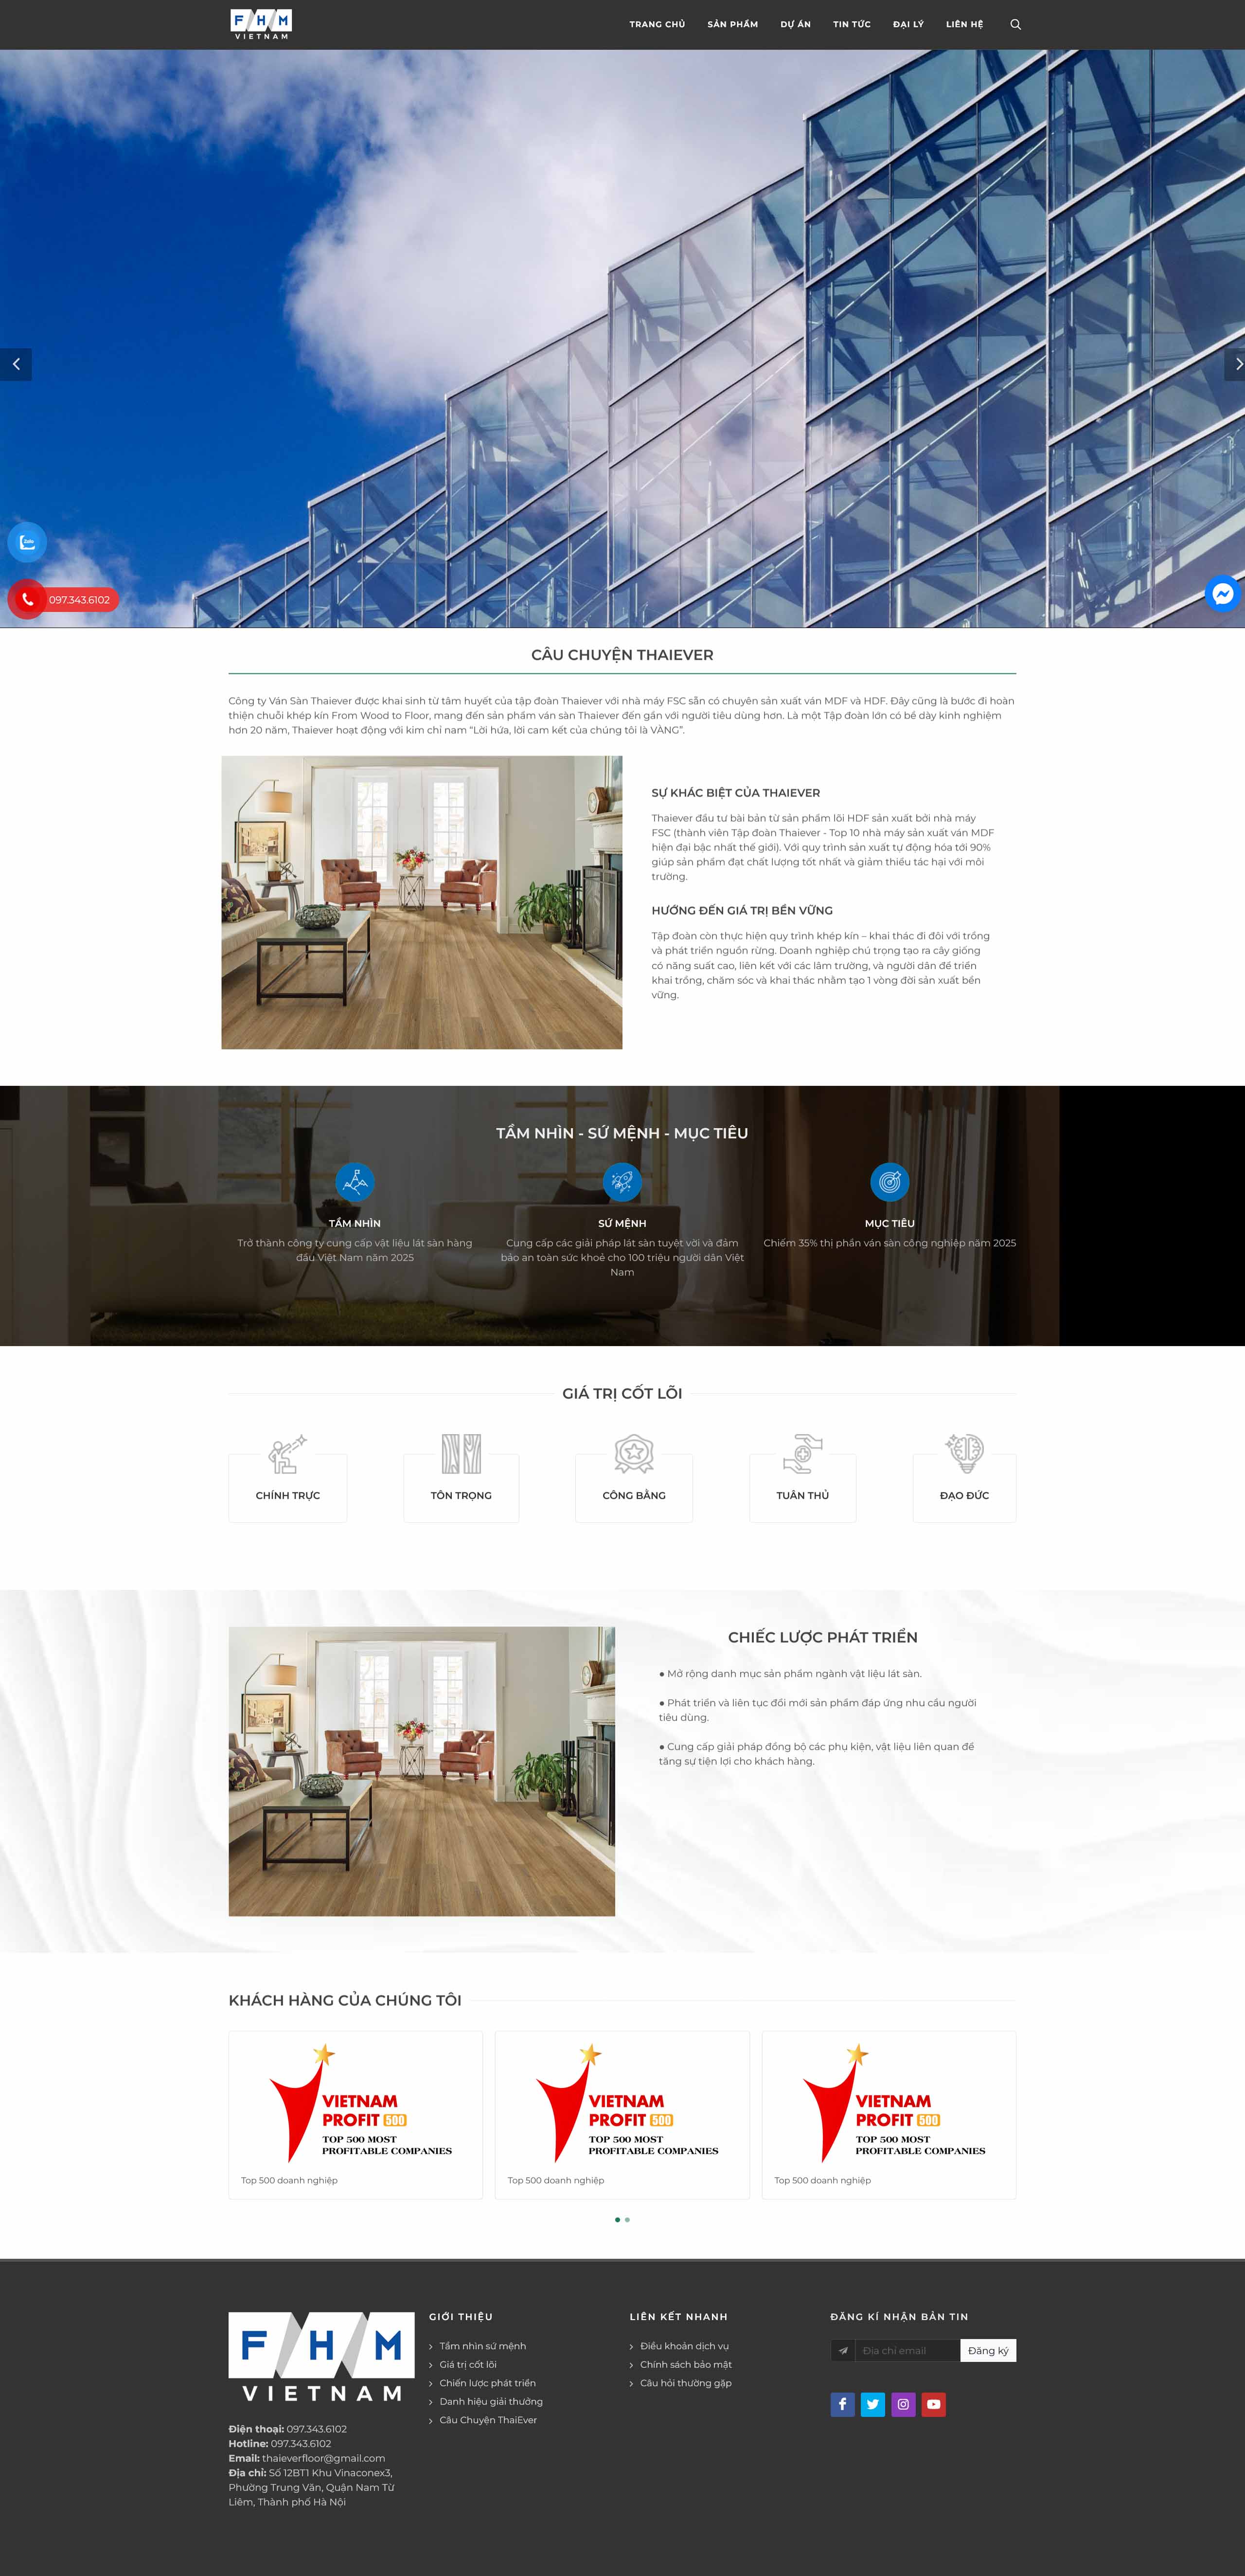 F H M
VIETNAM
TRANG CHỦ
SẢN PHẨM
DỰ ÁN
TIN TỨC
ĐẠI LÝ
LIÊN HỆ
Zalo
097.343.6102
CÂU CHUYỆN THAIEVER
Công ty Ván Sàn Thaiever được khai sinh từ tâm huyết của tập đoàn Thaiever với nhà máy FSC sẵn có chuyên sản xuất ván MDF và HDF. Đây cũng là bước đi hoàn
thiện chuỗi khép kín From Wood to Floor, mang đến sản phẩm ván sàn Thaiever đến gần với người tiêu dùng hơn. Là một Tập đoàn lớn có bề dày kinh nghiệm
hơn 20 năm, Thaiever hoạt động với kim chỉ nam “Lời hứa, lời cam kết của chúng tôi là VÀNG”.
SỰ KHÁC BIỆT CỦA THAIEVER
Thaiever đầu tư bài bản từ sản phẩm lõi HDF sản xuất bởi nhà máy
FSC (thành viên Tập đoàn Thaiever - Top 10 nhà máy sản xuất ván MDF
hiện đại bậc nhất thế giới). Với quy trình sản xuất tự động hóa tới 90%
giúp sản phẩm đạt chất lượng tốt nhất và giảm thiểu tác hại với môi
trường.
HƯỚNG ĐẾN GIÁ TRỊ BỀN VỮNG
Tập đoàn còn thực hiện quy trình khép kín – khai thác đi đôi với trồng
và phát triển nguồn rừng. Doanh nghiệp chú trọng tạo ra cây giống
có năng suất cao, liên kết với các lâm trường, và người dân để triển
khai trồng, chăm sóc và khai thác nhằm tạo 1 vòng đời sản xuất bền
vững.
TẦM NHÌN - SỨ MỆNH - MỤC TIÊU
TẦM NHÌN
Trở thành công ty cung cấp vật liệu lát sàn hàng
đầu Việt Nam năm 2025
SỨ MỆNH
Cung cấp các giải pháp lát sàn tuyệt vời và đảm
bảo an toàn sức khoẻ cho 100 triệu người dân Việt
Nam
MỤC TIÊU
Chiếm 35% thị phần ván sàn công nghiệp năm 2025
GIÁ TRỊ CỐT LÕI
CHÍNH TRỰC
TÔN TRỌNG
CÔNG BẰNG
TUÂN THỦ
ĐẠO ĐỨC
CHIẾC LƯỢC PHÁT TRIỂN
● Mở rộng danh mục sản phẩm ngành vật liệu lát sàn.
● Phát triển và liên tục đổi mới sản phẩm đáp ứng nhu cầu người
tiêu dùng.
● Cung cấp giải pháp đồng bộ các phụ kiện, vật liệu liên quan để
tăng sự tiện lợi cho khách hàng.
KHÁCH HÀNG CỦA CHÚNG TÔI
VIETNAM
PROFIT 500
TOP 500 MOST
PROFITABLE COMPANIES
Top 500 doanh nghiệp
VIETNAM
PROFIT 500
TOP 500 MOST
PROFITABLE COMPANIES
Top 500 doanh nghiệp
VIETNAM
PROFIT 500
TOP 500 MOST
PROFITABLE COMPANIES
Top 500 doanh nghiệp
F H M
VIETNAM
Điện thoại: 097.343.6102
Hotline: 097.343.6102
Email: thaieverfloor@gmail.com
Địa chỉ: Số 12BT1 Khu Vinaconex3,
Phường Trung Văn, Quận Nam Từ
Liêm, Thành phố Hà Nội
GIỚI THIỆU
Tầm nhìn sứ mệnh
Giá trị cốt lõi
Chiến lược phát triển
Danh hiệu giải thưởng
Câu Chuyện ThaiEver
LIÊN KẾT NHANH
Điều khoản dịch vụ
Chính sách bảo mật
Câu hỏi thường gặp
ĐĂNG KÍ NHẬN BẢN TIN
Địa chỉ email
Đăng ký